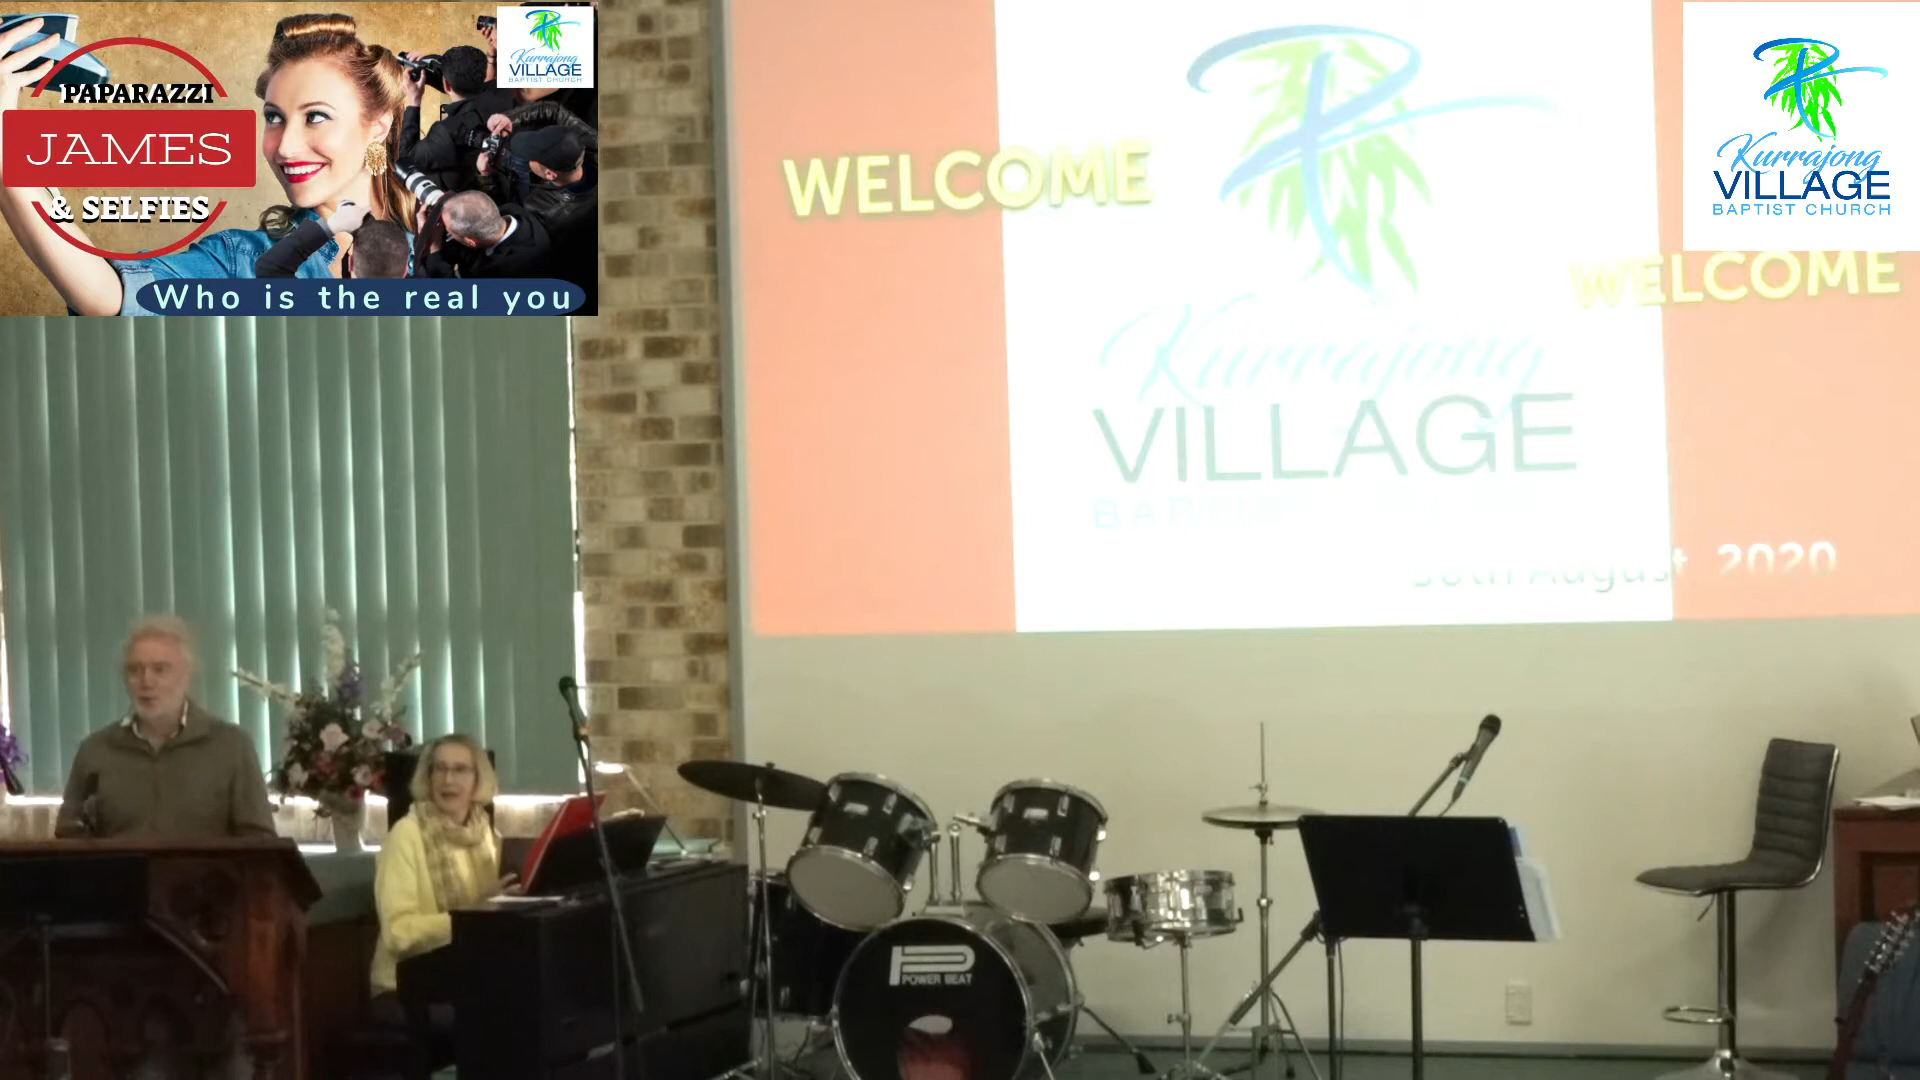 PAPARAZZI
JAMES
& SELFIES
Who is the real you
Kurrajong
VILLAGE
BAPTIST CHURCH
WELCOME
Kurrajong
VILLAGE
WELCOME
August 2020
Kurrajong
VILLAGE
BAPTIST CHURCH
POWER BEAT